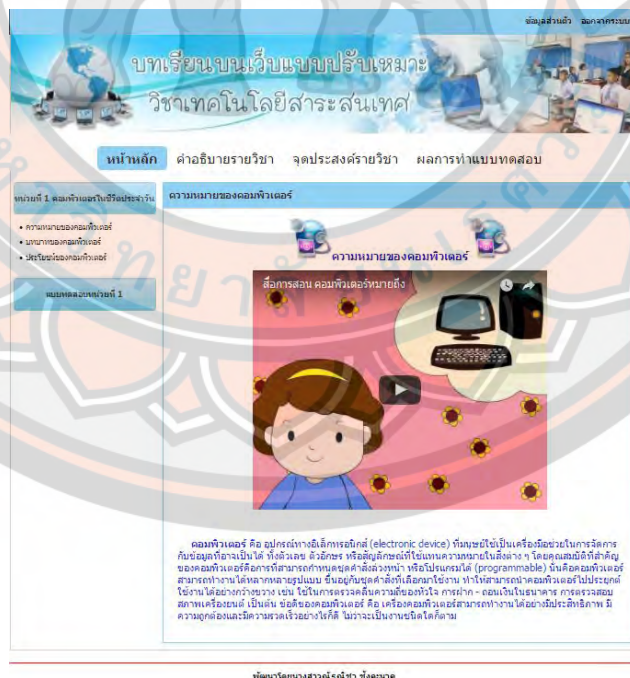 ข้อมูลส่วนตัว ออกจากระบบ
บทเรียนบนเว็บแบบปรับเหมาะ
วิชาเทคโนโลยีสาระสนเทศ
หน้าหลัก คำอธิบายรายวิชา จุดประสงค์รายวิชา ผลการทำแบบทดสอบ
หน่วยที่ 1 คอมพิวเตอร์ในชีวิตประจำวัน
• ความหมายของคอมพิวเตอร์
• บทบาทของคอมพิวเตอร์
• ประโยชน์ของคอมพิวเตอร์
แบบทดสอบหน่วยที่ 1
ความหมายของคอมพิวเตอร์
ความหมายของคอมพิวเตอร์
สื่อการสอน คอมพิวเตอร์หมายถึง
คอมพิวเตอร์ คือ อุปกรณ์ทางอิเล็กทรอนิกส์ (electronic device) ที่มนุษย์ใช้เป็นเครื่องมือช่วยในการจัดการ
กับข้อมูลที่อาจเป็นได้ ทั้งตัวเลข ตัวอักษร หรือสัญลักษณ์ที่ใช้แทนความหมายในสิ่งต่าง ๆ โดยคุณสมบัติที่สำคัญ
ของคอมพิวเตอร์คือการที่สามารถกำหนดชุดคำสั่งล่วงหน้า หรือโปรแกรมได้ (programmable) นั่นคือคอมพิวเตอร์
สามารถทำงานได้หลากหลายรูปแบบ ขึ้นอยู่กับชุดคำสั่งที่เลือกมาใช้งาน ทำให้สามารถนำคอมพิวเตอร์ไปประยุกต์
ใช้งานได้อย่างกว้างขวาง เช่น ใช้ในการตรวจคลื่นความถี่ของหัวใจ การฝาก - ถอนเงินในธนาคาร การตรวจสอบ
สภาพเครื่องยนต์ เป็นต้น ข้อดีของคอมพิวเตอร์ คือ เครื่องคอมพิวเตอร์สามารถทำงานได้อย่างมีประสิทธิภาพ มี
ความถูกต้องและมีความรวดเร็วอย่างไรก็ดี ไม่ว่าจะเป็นงานชนิดใดก็ตาม
พัฒนาโดยนางสาว